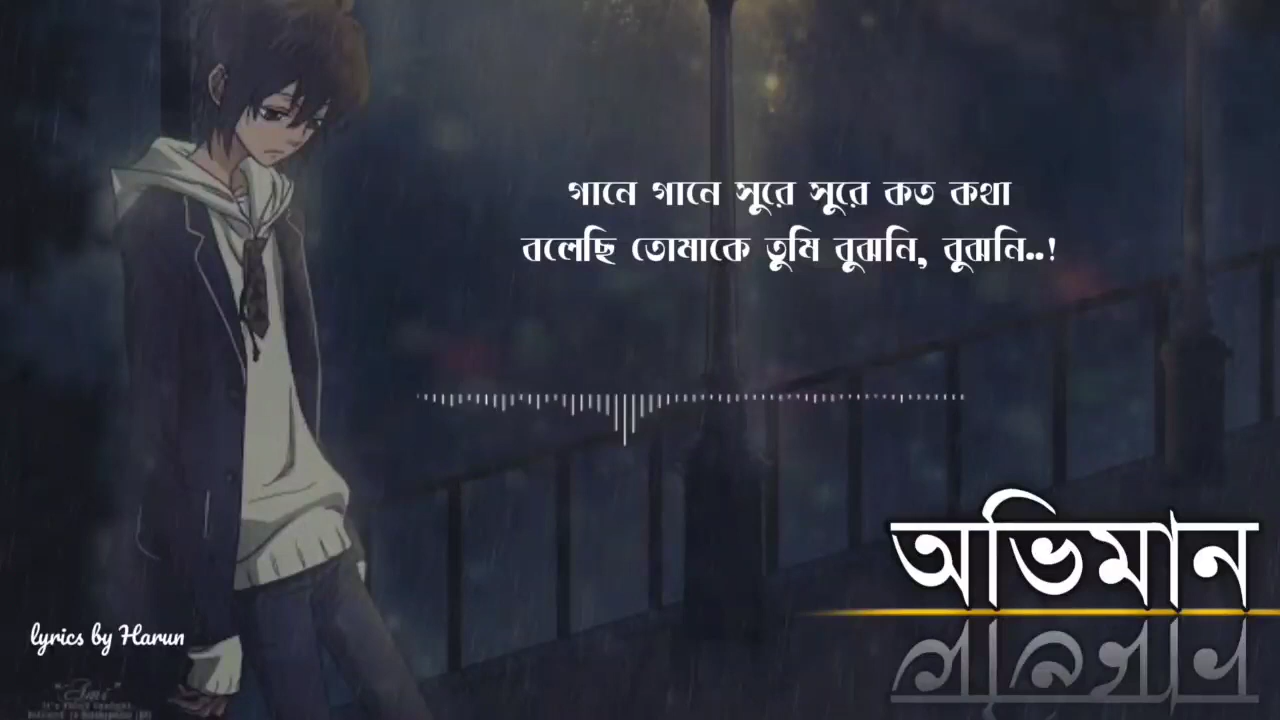 গানে গানে সুরে সুরে কত কথা
বলেছি তোমাকে তুমি বুঝনি, বুঝনি..!
অভিমান
lyrics by Harun